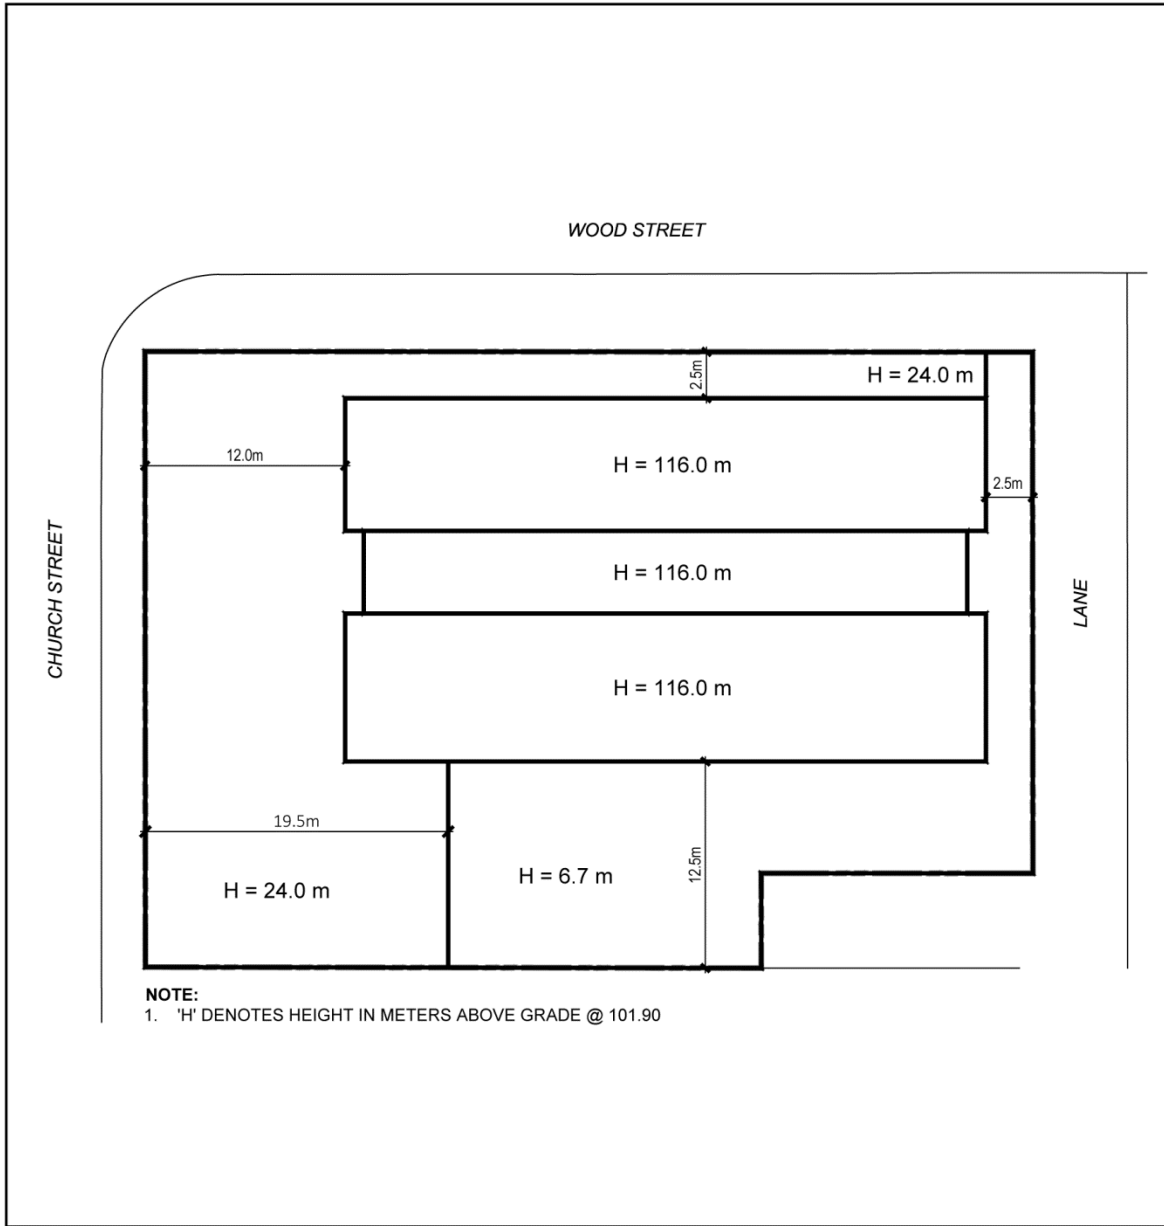 WOOD STREET
2.5m
H = 24.0 m
12.0m
H = 116.0 m
2.5m
CHURCH STREET
H = 116.0 m
LANE
H = 116.0 m
19.5m
12.5m
H = 6.7 m
H = 24.0 m
NOTE:
1. 'H' DENOTES HEIGHT IN METERS ABOVE GRADE @ 101.90